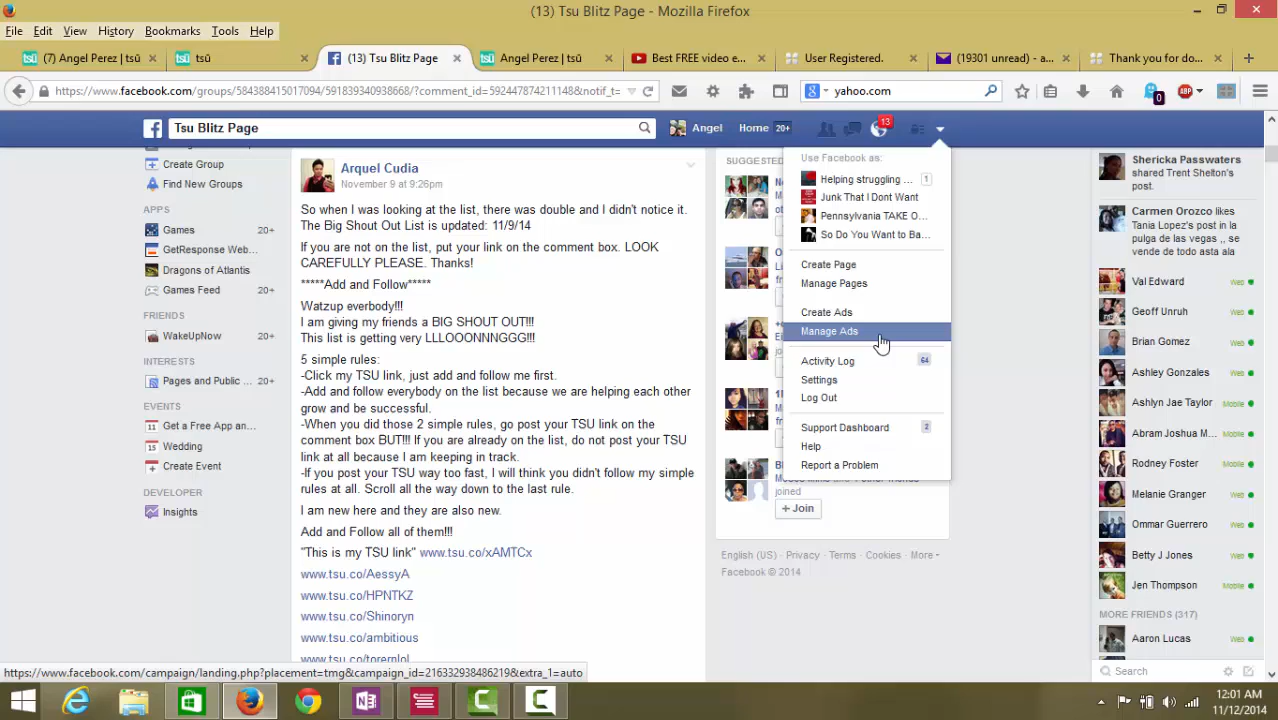 (13) Tsu Blitz Page - Mozilla Firefox
File Edit View History Bookmarks Tools Help
tsū (7) Angel Perez | tsū
tsū tsū
(13) Tsu Blitz Page
tsū Angel Perez | tsū
Best FREE video e...
User Registered.
(19301 unread) - a...
Thank you for do...
https://www.facebook.com/groups/584388415017094/591839340938668/?comment_id=592447874211148&notif_t=
yahoo.com
0
Tsu Blitz Page
Angel
Home 20+
13
Create Group
Find New Groups
APPS
Games 20+
GetResponse Web...
Dragons of Atlantis
Games Feed 20+
FRIENDS
WakeUpNow 20+
INTERESTS
Pages and Public ... 20+
EVENTS
11 Get a Free App an...
15 Wedding
Create Event
DEVELOPER
Insights
Arquel Cudia
November 9 at 9:26pm
So when I was looking at the list, there was double and I didn't notice it.
The Big Shout Out List is updated: 11/9/14
If you are not on the list, put your link on the comment box. LOOK
CAREFULLY PLEASE. Thanks!
*****Add and Follow*****
Watzup everbody!!!
I am giving my friends a BIG SHOUT OUT!!!
This list is getting very LLLOOONNNGGG!!!
5 simple rules:
-Click my TSU link, just add and follow me first.
-Add and follow everybody on the list because we are helping each other
grow and be successful.
-When you did those 2 simple rules, go post your TSU link on the
comment box BUT!!! If you are already on the list, do not post your TSU
link at all because I am keeping in track.
-If you post your TSU way too fast, I will think you didn't follow my simple
rules at all. Scroll all the way down to the last rule.
I am new here and they are also new.
Add and Follow all of them!!!
"This is my TSU link" www.tsu.co/xAMTCx
www.tsu.co/AessyA
www.tsu.co/HPNTKZ
www.tsu.co/Shinoryn
www.tsu.co/ambitious
SUGGESTED
Use Facebook as:
Helping struggling ... 1
Junk That I Dont Want
Pennsylvania TAKE O...
So Do You Want to Ba...
Create Page
Manage Pages
Create Ads
Manage Ads
Activity Log 64
Settings
Log Out
Support Dashboard 2
Help
Report a Problem
joined
+ Join
English (US) · Privacy · Terms · Cookies · More
Facebook © 2014
Shericka Passwaters
shared Trent Shelton's
post.
Carmen Orozco likes
Tania Lopez's post in la
pulga de las vegas ,, se
vende de todo asta ala
Val Edward Web
Geoff Unruh Web
Brian Gomez Web
Ashley Gonzales Web
Ashlyn Jae Taylor Mobile
Abram Joshua M... Mobile
Rodney Foster Mobile
Melanie Granger Web
Ommar Guerrero Web
Betty J Jones Web
Jen Thompson Mobile
MORE FRIENDS (317)
Aaron Lucas Web
Search
https://www.facebook.com/campaign/landing.php?placement=tmg&campaign_id=216332938486219&extra_1=auto
12:01 AM
11/12/2014